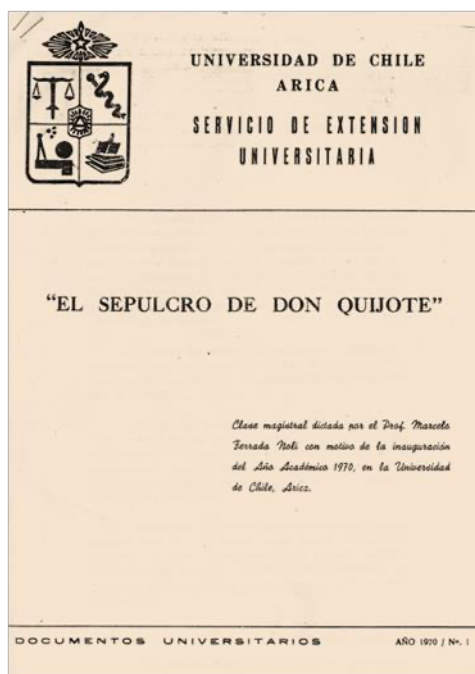 UNIVERSIDAD DE CHILE
ARICA
SERVICIO DE EXTENSION
UNIVERSITARIA
“EL SEPULCRO DE DON QUIJOTE”
Clase magistral dictada por el Prof. Marcelo
Ferrada Noli con motivo de la inauguración
del Año Académico 1970, en la Universidad
de Chile, Arica.
DOCUMENTOS UNIVERSITARIOS AÑO 1970 / Nº. 1